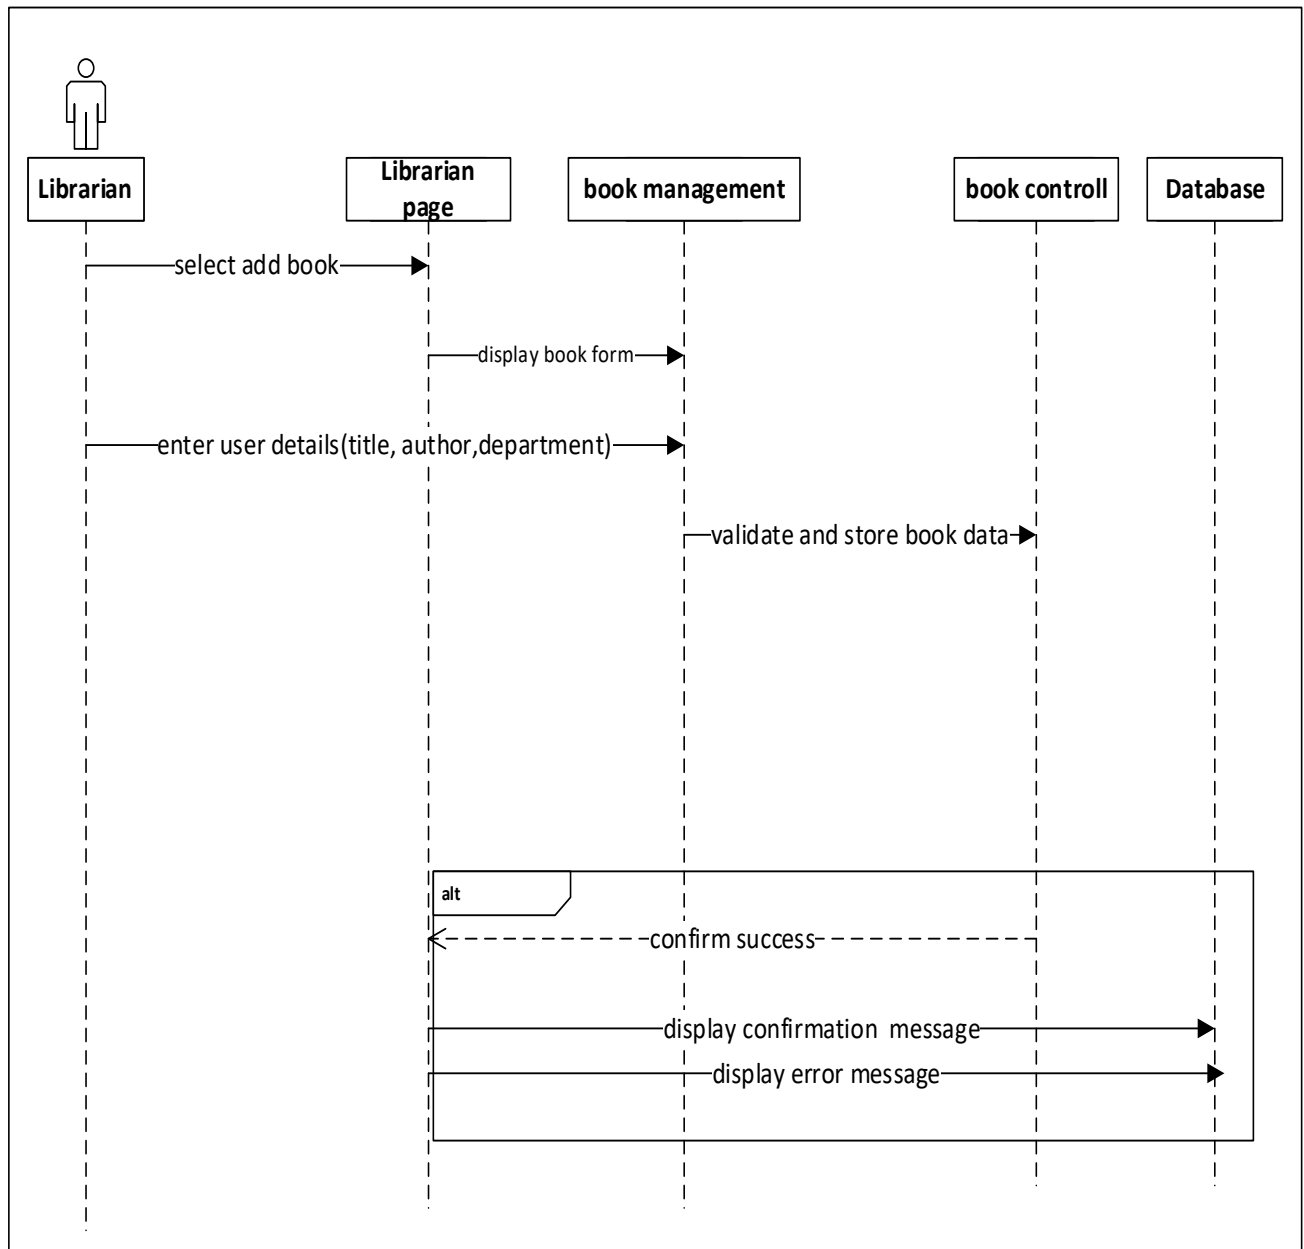 Librarian
Librarian
page
book management
book controll
Database
select add book
display book form
enter user details(title, author,department)
validate and store book data
alt
confirm success
display confirmation  message
display error message